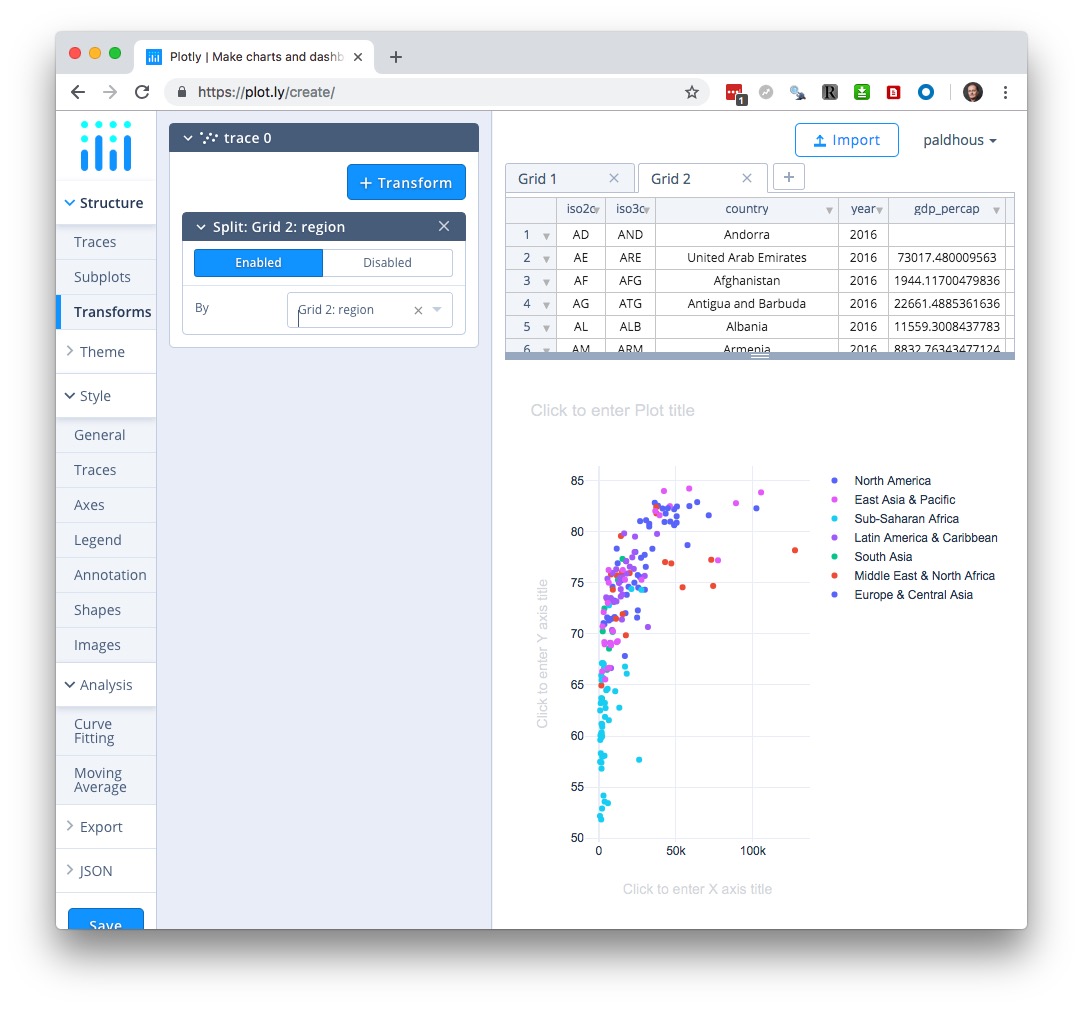 Plotly | Make charts and dashb
https://plot.ly/create/
1
R
Structure
Traces
Subplots
Transforms
Theme
Style
General
Traces
Axes
Legend
Annotation
Shapes
Images
Analysis
Curve
Fitting
Moving
Average
Export
JSON
Save
trace 0
+ Transform
Split: Grid 2: region
Enabled Disabled
By Grid 2: region
Import paldhous
Grid 1 Grid 2 +
iso2c iso3c country year gdp_percap
1 AD AND Andorra 2016
2 AE ARE United Arab Emirates 2016 73017.480009563
3 AF AFG Afghanistan 2016 1944.11700479836
4 AG ATG Antigua and Barbuda 2016 22661.4885361636
5 AL ALB Albania 2016 11559.3008437783
6 AM ARM Armenia 2016 8832.76343477124
Click to enter Plot title
Click to enter Y axis title
85
80
75
70
65
60
55
50
0 50k 100k
Click to enter X axis title
North America
East Asia & Pacific
Sub-Saharan Africa
Latin America & Caribbean
South Asia
Middle East & North Africa
Europe & Central Asia